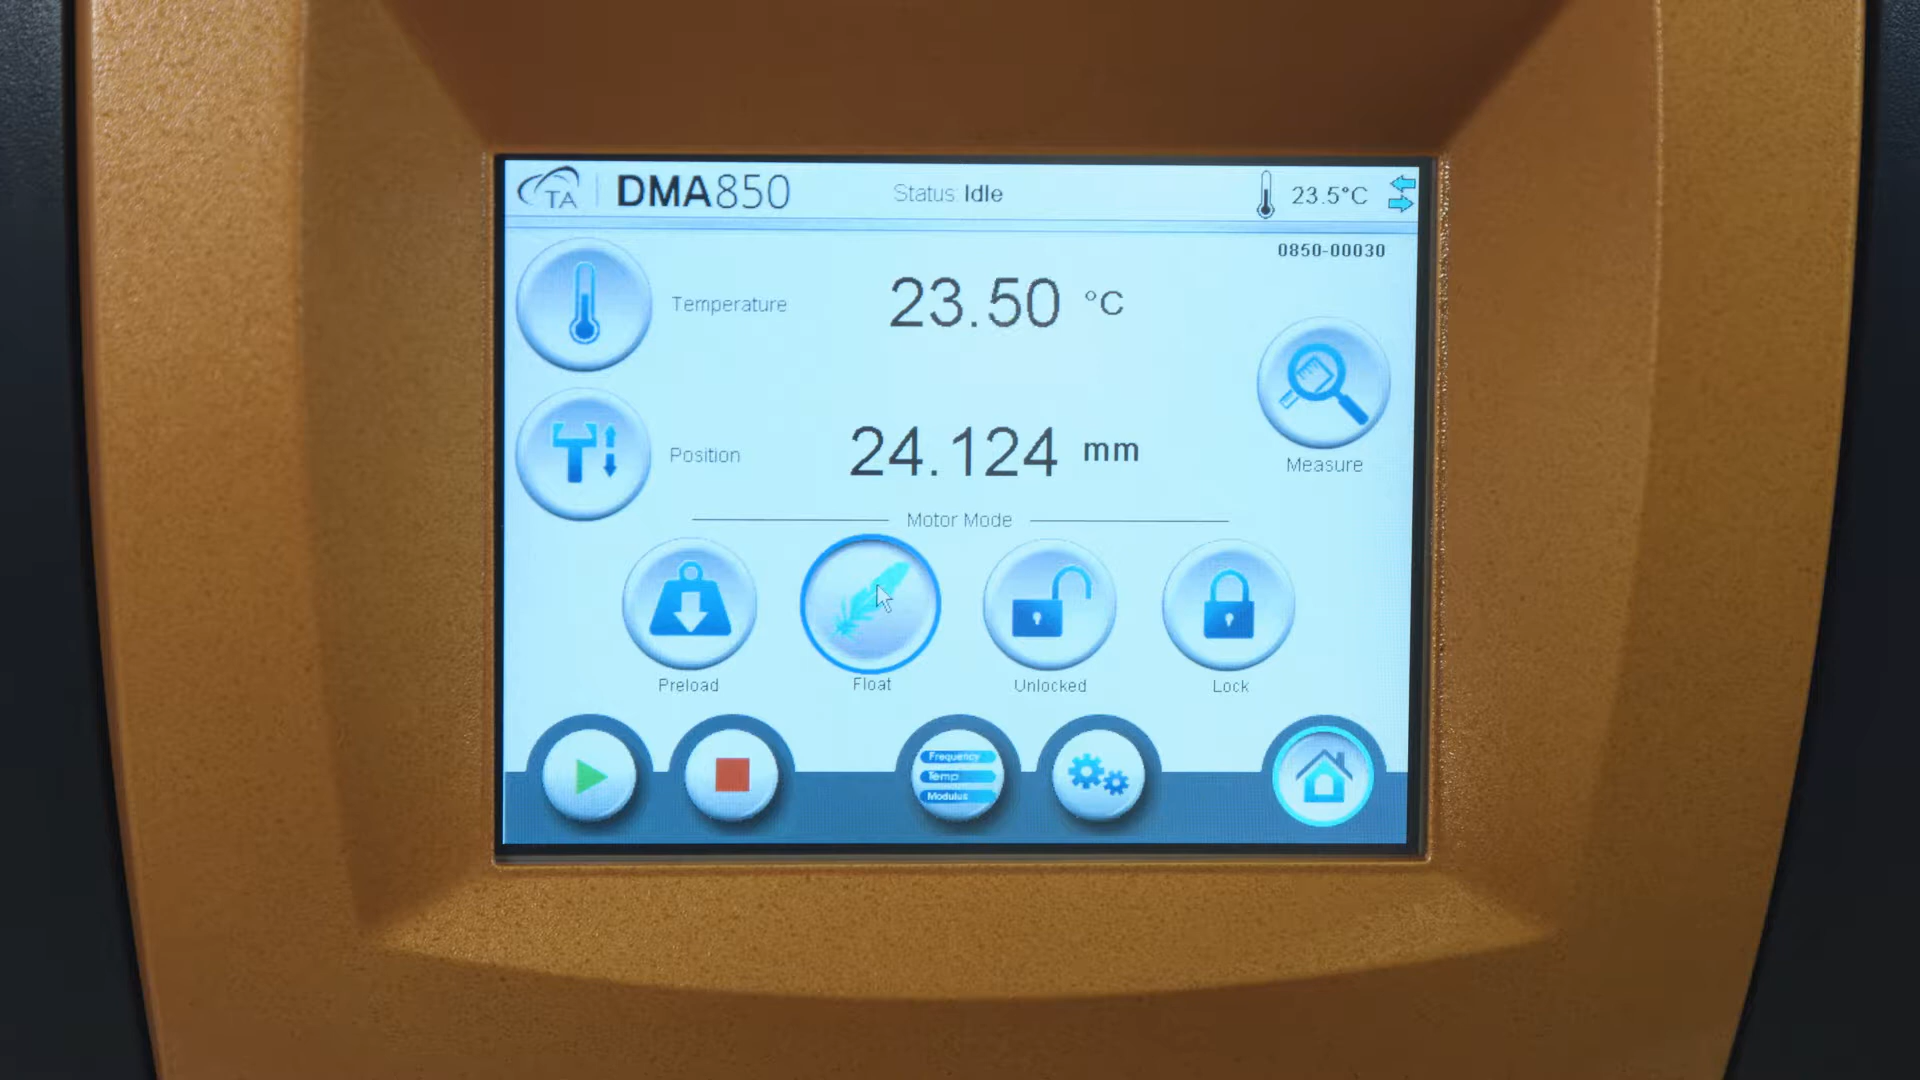 TA DMA850 Status: Idle 23.5°C
0850-00030
Temperature 23.50 °C
Position 24.124 mm
Measure
Motor Mode
Preload Float Unlocked Lock
Frequency
Temp
Modulus